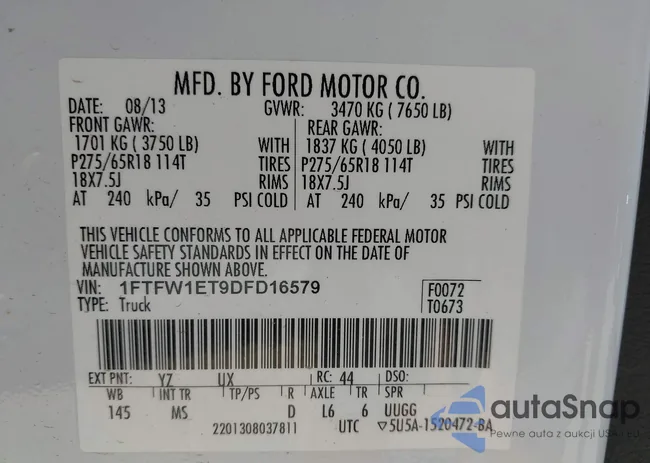 MFD. BY FORD MOTOR CO.
DATE: 08/13 GVWR: 3470 KG ( 7650 LB)
FRONT GAWR: REAR GAWR:
1701 KG ( 3750 LB) WITH 1837 KG ( 4050 LB) WITH
P275/65R18 114T TIRES P275/65R18 114T TIRES
18X7.5J RIMS 18X7.5J RIMS
AT 240 kPa/ 35 PSI COLD AT 240 kPa/ 35 PSI COLD
THIS VEHICLE CONFORMS TO ALL APPLICABLE FEDERAL MOTOR
VEHICLE SAFETY STANDARDS IN EFFECT ON THE DATE OF
MANUFACTURE SHOWN ABOVE.
VIN: 1FTFW1ET9DFD16579 F0072
TYPE: Truck T0673
EXT PNT: YZ UX RC: 44 DSO:
WB INT TR TP/PS R AXLE TR SPR
145 MS D L6 6 UUGG
2201308037811 UTC ▽5U5A-1520472-BA
autaSnap
Pewne auta z aukcji USA i EU